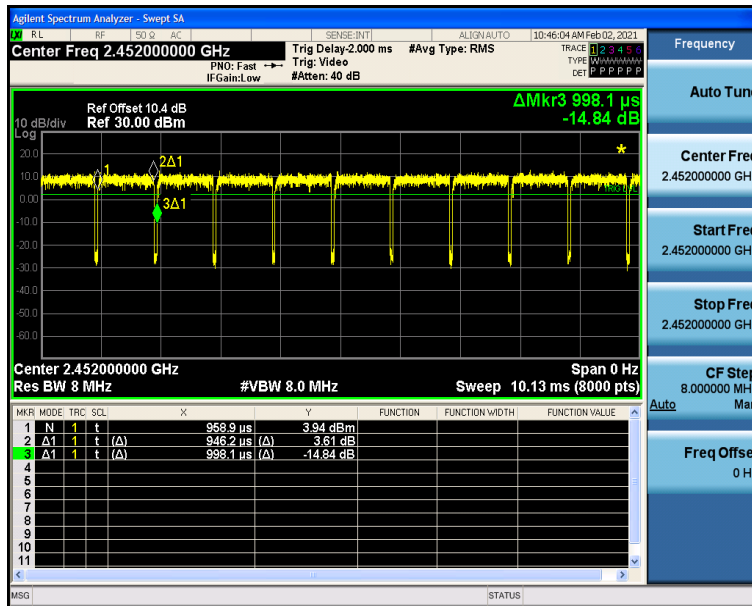 Agilent Spectrum Analyzer - Swept SA
LXI RL RF 50 Ω AC SENSE:INT ALIGN AUTO 10:46:04 AM Feb 02, 2021
Center Freq 2.452000000 GHz
PNO: Fast
IFGain:Low
Trig Delay-2.000 ms
Trig: Video
#Atten: 40 dB
#Avg Type: RMS
TRACE 1 2 3 4 5 6
TYPE WWWWWW
DET P P P P P P
Ref Offset 10.4 dB
Ref 30.00 dBm
10 dB/div
Log
ΔMkr3 998.1 µs
-14.84 dB
20.0
10.0
0.00
-10.0
-20.0
-30.0
-40.0
-50.0
-60.0
1
2Δ1
3Δ1
*
Center 2.452000000 GHz
Span 0 Hz
Res BW 8 MHz
#VBW 8.0 MHz
Sweep 10.13 ms (8000 pts)
MKR MODE TRC SCL X Y FUNCTION FUNCTION WIDTH FUNCTION VALUE
1 N 1 t 958.9 µs 3.94 dBm
2 Δ1 1 t (Δ) 946.2 µs (Δ) 3.61 dB
3 Δ1 1 t (Δ) 998.1 µs (Δ) -14.84 dB
4
5
6
7
8
9
10
11
MSG STATUS
Frequency
Auto Tun
Center Fre
2.452000000 GH
Start Fre
2.452000000 GH
Stop Fre
2.452000000 GH
CF Step
8.000000 MH
Auto Ma
Freq Offse
0 H